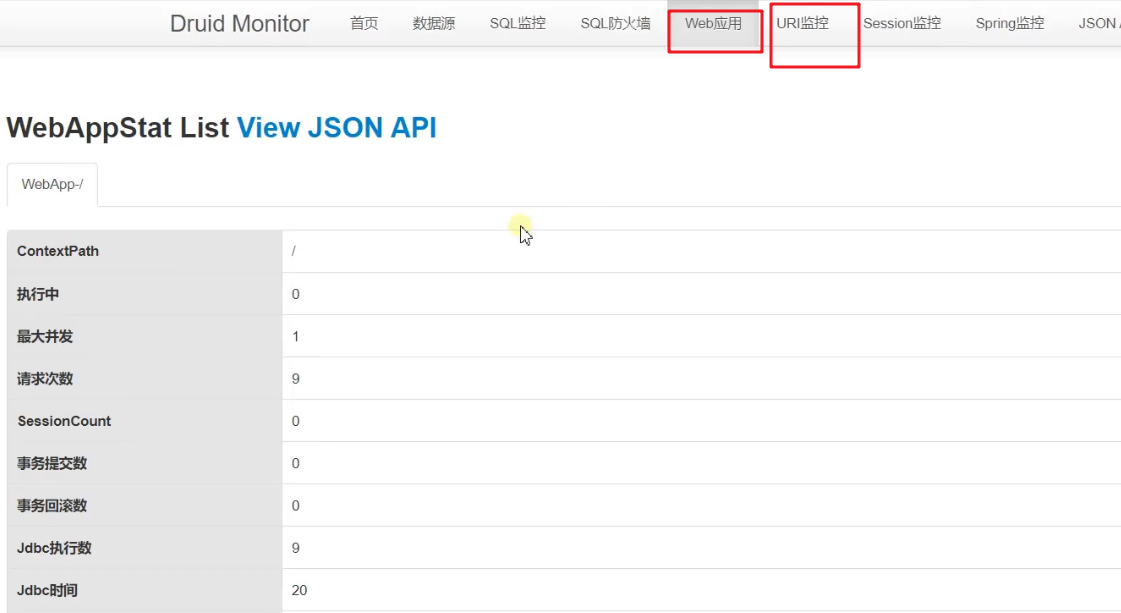 Druid Monitor 首页 数据源 SQL监控 SQL防火墙 Web应用 URI监控 Session监控 Spring监控 JSON
WebAppStat List View JSON API
WebApp-/
ContextPath /
执行中 0
最大并发 1
请求次数 9
SessionCount 0
事务提交数 0
事务回滚数 0
Jdbc执行数 9
Jdbc时间 20